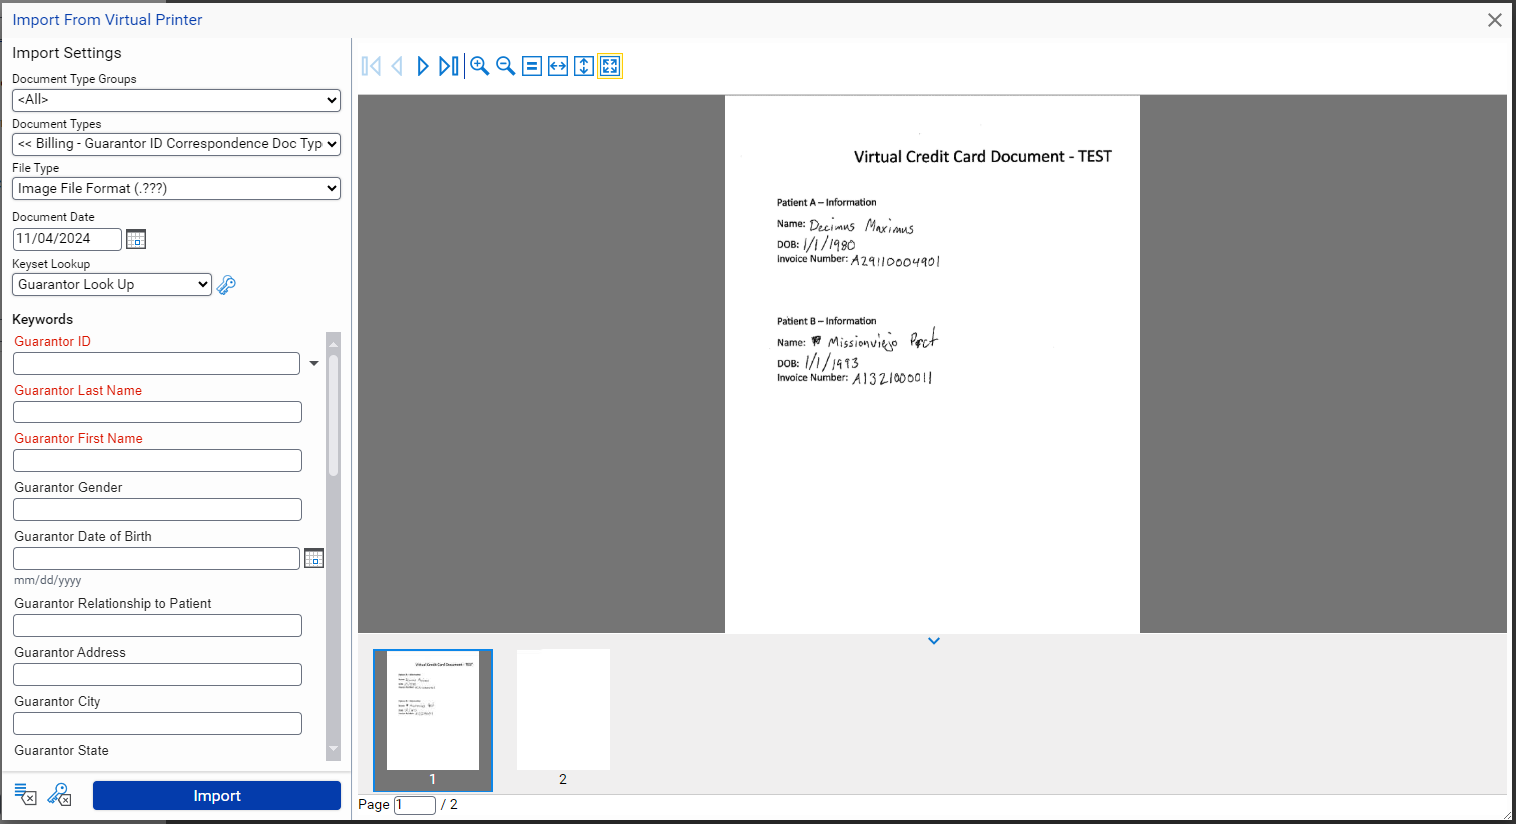 Import From Virtual Printer
Import Settings
Document Type Groups
<All>
Document Types
<< Billing - Guarantor ID Correspondence Doc Typ
File Type
Image File Format (.???)
Document Date
11/04/2024
Keyset Lookup
Guarantor Look Up
Keywords
Guarantor ID
Guarantor Last Name
Guarantor First Name
Guarantor Gender
Guarantor Date of Birth
mm/dd/yyyy
Guarantor Relationship to Patient
Guarantor Address
Guarantor City
Guarantor State
Import
Virtual Credit Card Document - TEST
Patient A – Information
Name: Decimus Maximus
DOB: 1/1/1980
Invoice Number: A29110004901
Patient B – Information
Name: Missionviejo
DOB: 1/1/1993
Invoice Number: A1321000011
1
2
Page 1 / 2